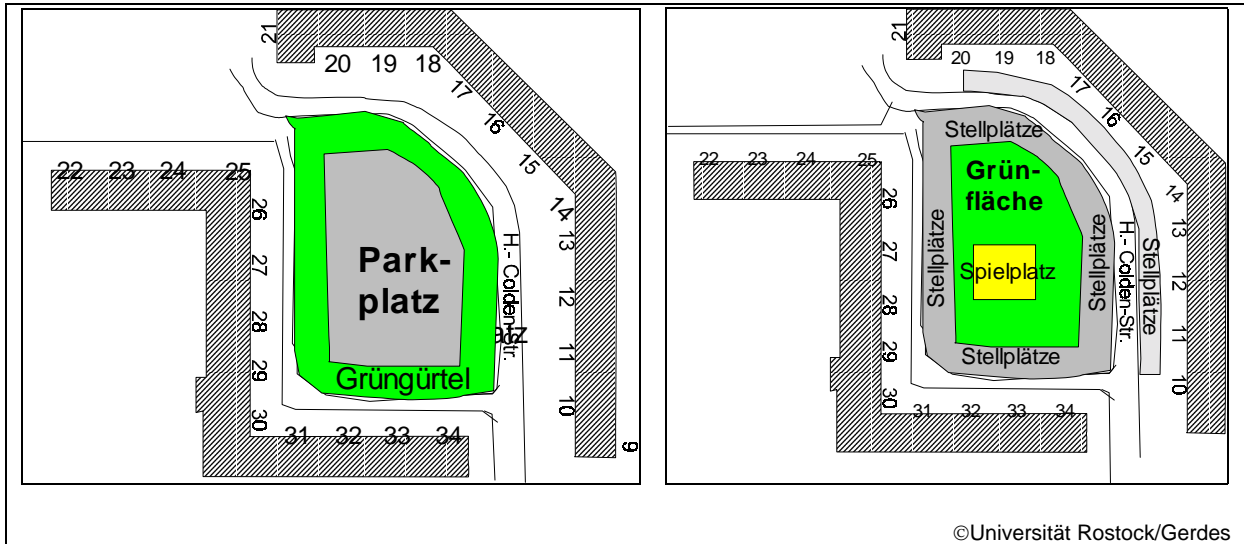 21
20 19 18
17
16
15
14
13
12
11
10
9
22 23 24 25
26
27
28
29
30
31 32 33 34
Park-
platz
Grüngürtel
H.- Colden-Str.
atz
21
20 19 18
17
16
15
14
13
12
11
10
22 23 24 25
26
27
28
29
30
31 32 33 34
Stellplätze
Grün-
fläche
Spielplatz
Stellplätze
Stellplätze
Stellplätze
H.- Colden-Str.
Stellplätze
©Universität Rostock/Gerdes